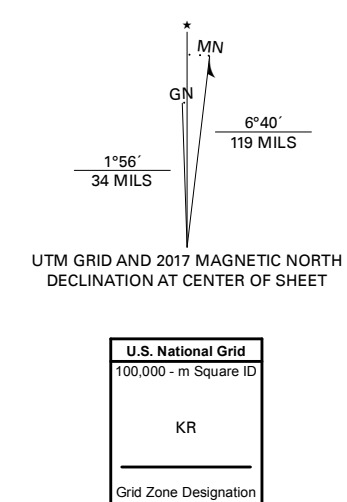 ★
MN
GN
6°40´
119 MILS
1°56´
34 MILS
UTM GRID AND 2017 MAGNETIC NORTH
DECLINATION AT CENTER OF SHEET
U.S. National Grid
100,000 - m Square ID
KR
Grid Zone Designation